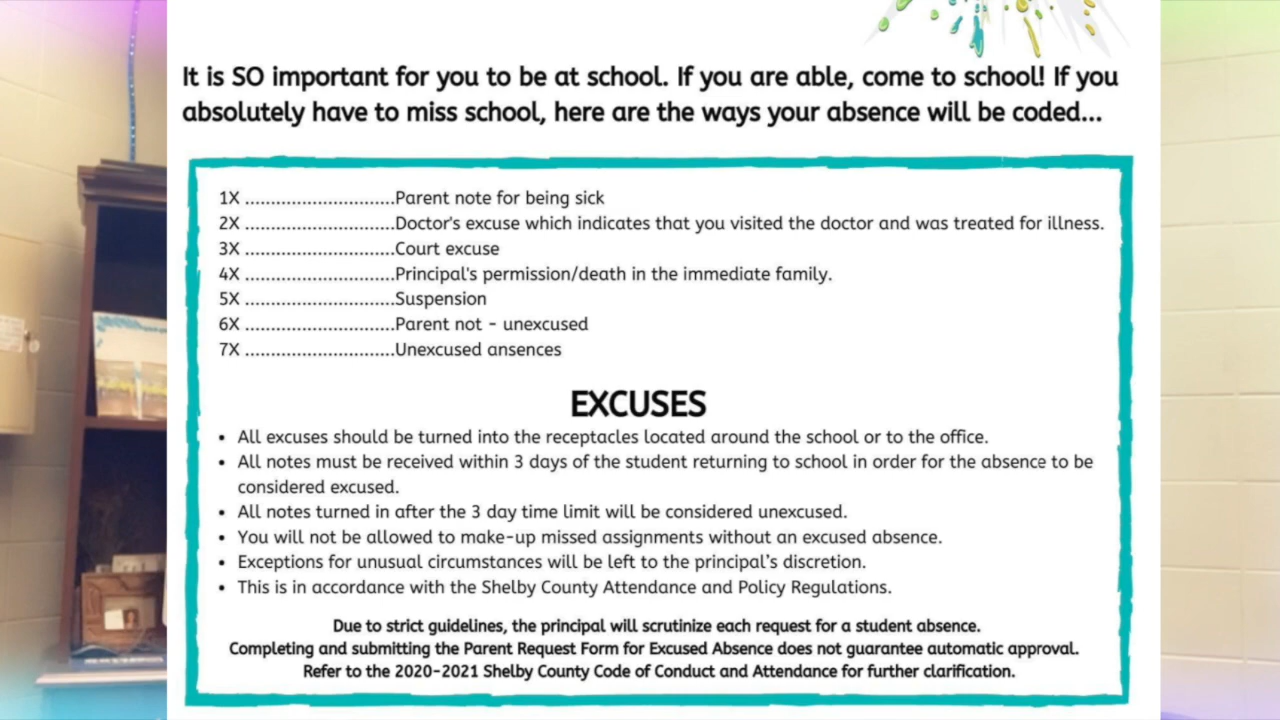 It is SO important for you to be at school. If you are able, come to school! If you
absolutely have to miss school, here are the ways your absence will be coded...
1X ............................Parent note for being sick
2X ............................Doctor's excuse which indicates that you visited the doctor and was treated for illness.
3X ............................Court excuse
4X ............................Principal's permission/death in the immediate family.
5X ............................Suspension
6X ............................Parent not - unexcused
7X ............................Unexcused ansences
EXCUSES
• All excuses should be turned into the receptacles located around the school or to the office.
• All notes must be received within 3 days of the student returning to school in order for the absence to be
considered excused.
• All notes turned in after the 3 day time limit will be considered unexcused.
• You will not be allowed to make-up missed assignments without an excused absence.
• Exceptions for unusual circumstances will be left to the principal's discretion.
• This is in accordance with the Shelby County Attendance and Policy Regulations.
Due to strict guidelines, the principal will scrutinize each request for a student absence.
Completing and submitting the Parent Request Form for Excused Absence does not guarantee automatic approval.
Refer to the 2020-2021 Shelby County Code of Conduct and Attendance for further clarification.